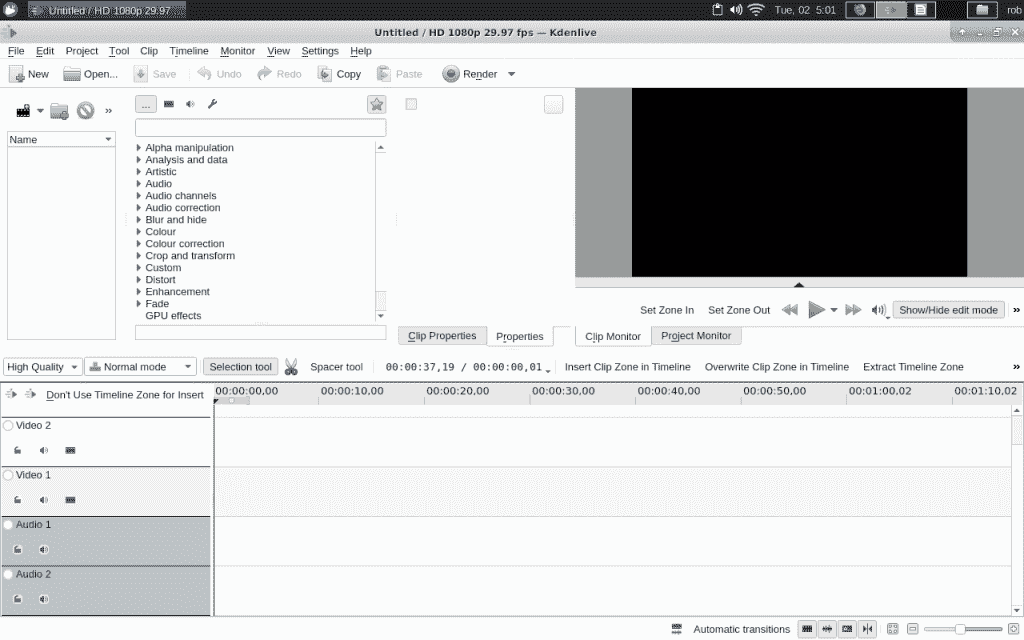 Untitled / HD 1080p 29.97 Tue, 02 5:01 rob
Untitled / HD 1080p 29.97 fps — Kdenlive
File Edit Project Tool Clip Timeline Monitor View Settings Help
New Open... Save Undo Redo Copy Paste Render
...
Name
Alpha manipulation
Analysis and data
Artistic
Audio
Audio channels
Audio correction
Blur and hide
Colour
Colour correction
Crop and transform
Custom
Distort
Enhancement
Fade
GPU effects
Set Zone In Set Zone Out Show/Hide edit mode »
Clip Properties Properties Clip Monitor Project Monitor
High Quality Normal mode Selection tool Spacer tool 00:00:37,19 / 00:00:00,01 Insert Clip Zone in Timeline Overwrite Clip Zone in Timeline Extract Timeline Zone »
Don't Use Timeline Zone for Insert 00:00:00,00 00:00:10,00 00:00:20,00 00:00:30,00 00:00:40,00 00:00:50,00 00:01:00,02 00:01:10,02
Video 2
Video 1
Audio 1
Audio 2
Automatic transitions